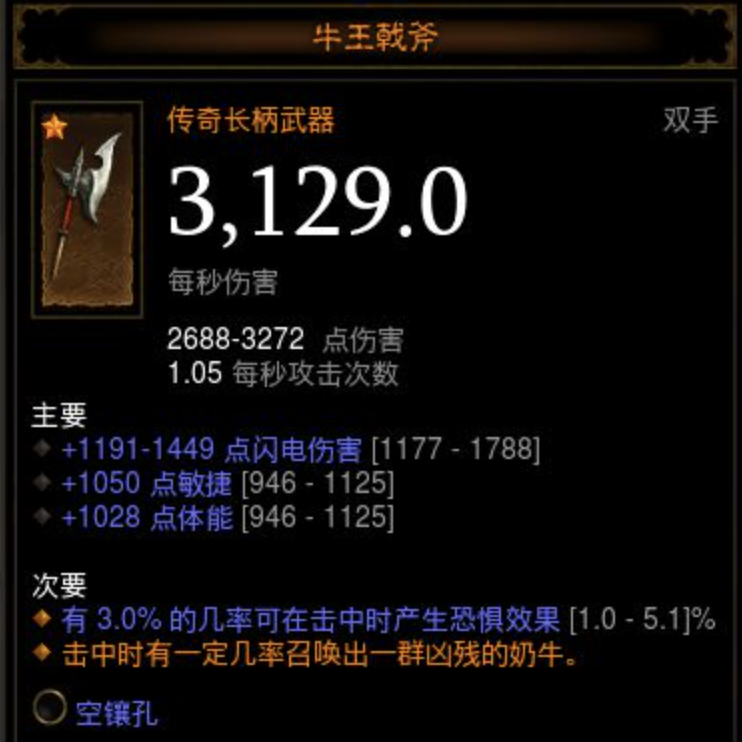 牛王戟斧
传奇长柄武器 双手
3,129.0
每秒伤害
2688-3272 点伤害
1.05 每秒攻击次数
主要
+1191-1449 点闪电伤害 [1177 - 1788]
+1050 点敏捷 [946 - 1125]
+1028 点体能 [946 - 1125]
次要
有 3.0% 的几率可在击中时产生恐惧效果 [1.0 - 5.1]%
击中时有一定几率召唤出一群凶残的奶牛。
空镶孔